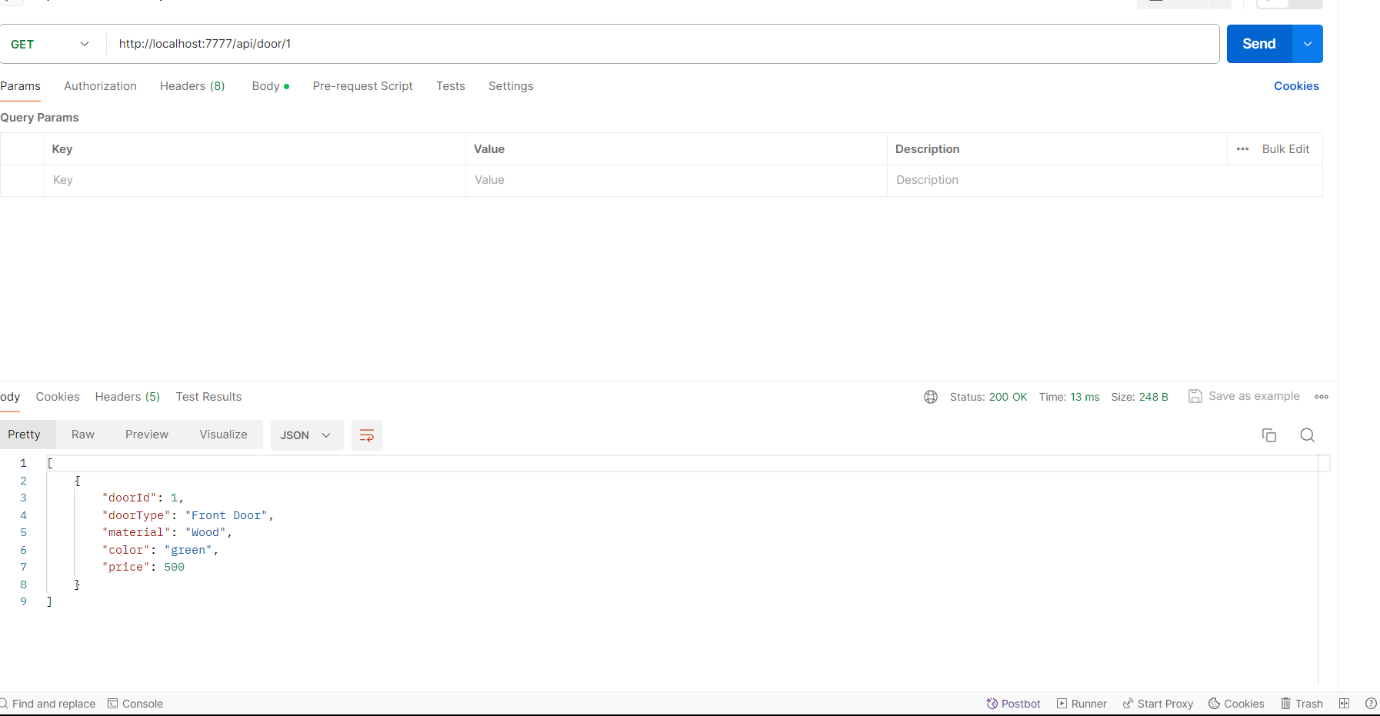 GET http://localhost:7777/api/door/1 Send
Params Authorization Headers (8) Body Pre-request Script Tests Settings Cookies
Query Params
Key Value Description ••• Bulk Edit
Key Value Description
ody Cookies Headers (5) Test Results Status: 200 OK Time: 13 ms Size: 248 B Save as example
Pretty Raw Preview Visualize JSON
1 [
2 {
3 "doorId": 1,
4 "doorType": "Front Door",
5 "material": "Wood",
6 "color": "green",
7 "price": 500
8 }
9 ]
Find and replace Console Postbot Runner Start Proxy Cookies Trash